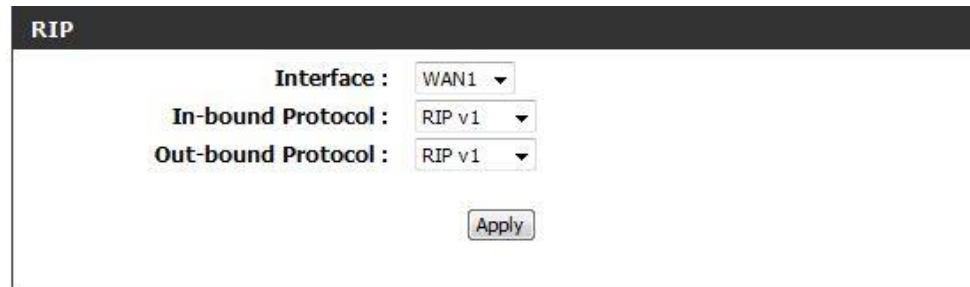 RIP
Interface : WAN1
In-bound Protocol : RIP v1
Out-bound Protocol : RIP v1
Apply